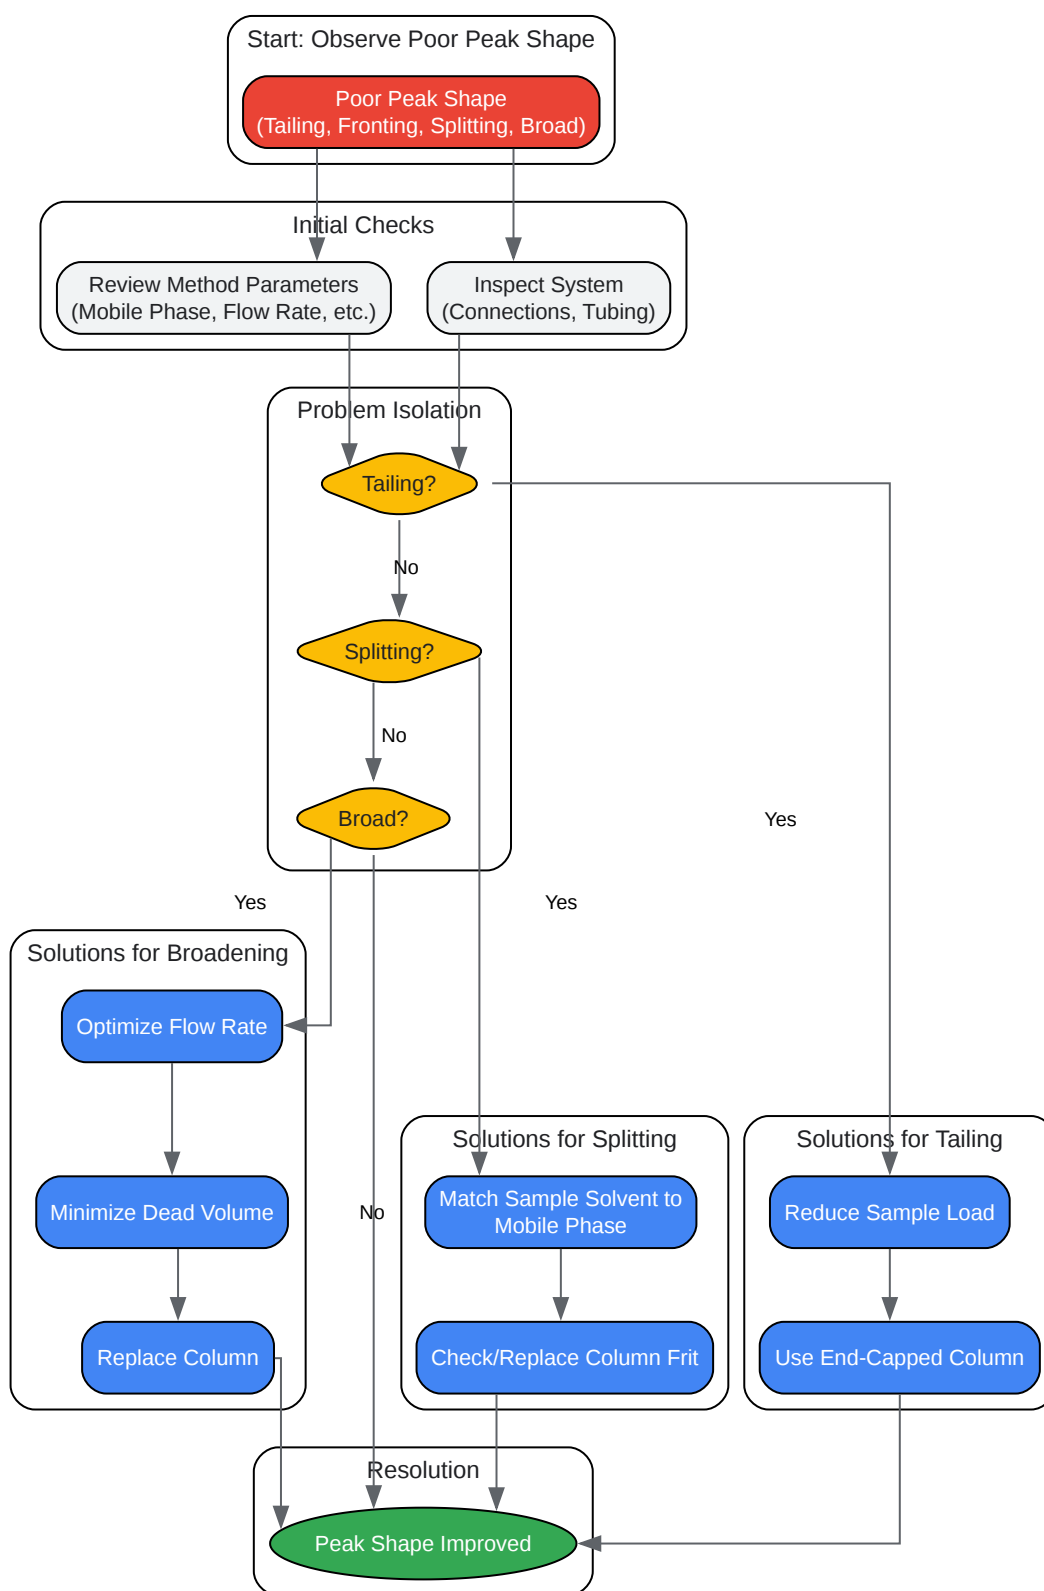 Start: Observe Poor Peak Shape
Poor Peak Shape
(Tailing, Fronting, Splitting, Broad)
Initial Checks
Review Method Parameters
(Mobile Phase, Flow Rate, etc.)
Inspect System
(Connections, Tubing)
Problem Isolation
Tailing?
No
Splitting?
No
Broad?
Yes
Yes
Yes
Solutions for Broadening
Optimize Flow Rate
Minimize Dead Volume
Replace Column
No
Solutions for Splitting
Match Sample Solvent to
Mobile Phase
Check/Replace Column Frit
Solutions for Tailing
Reduce Sample Load
Use End-Capped Column
Resolution
Peak Shape Improved